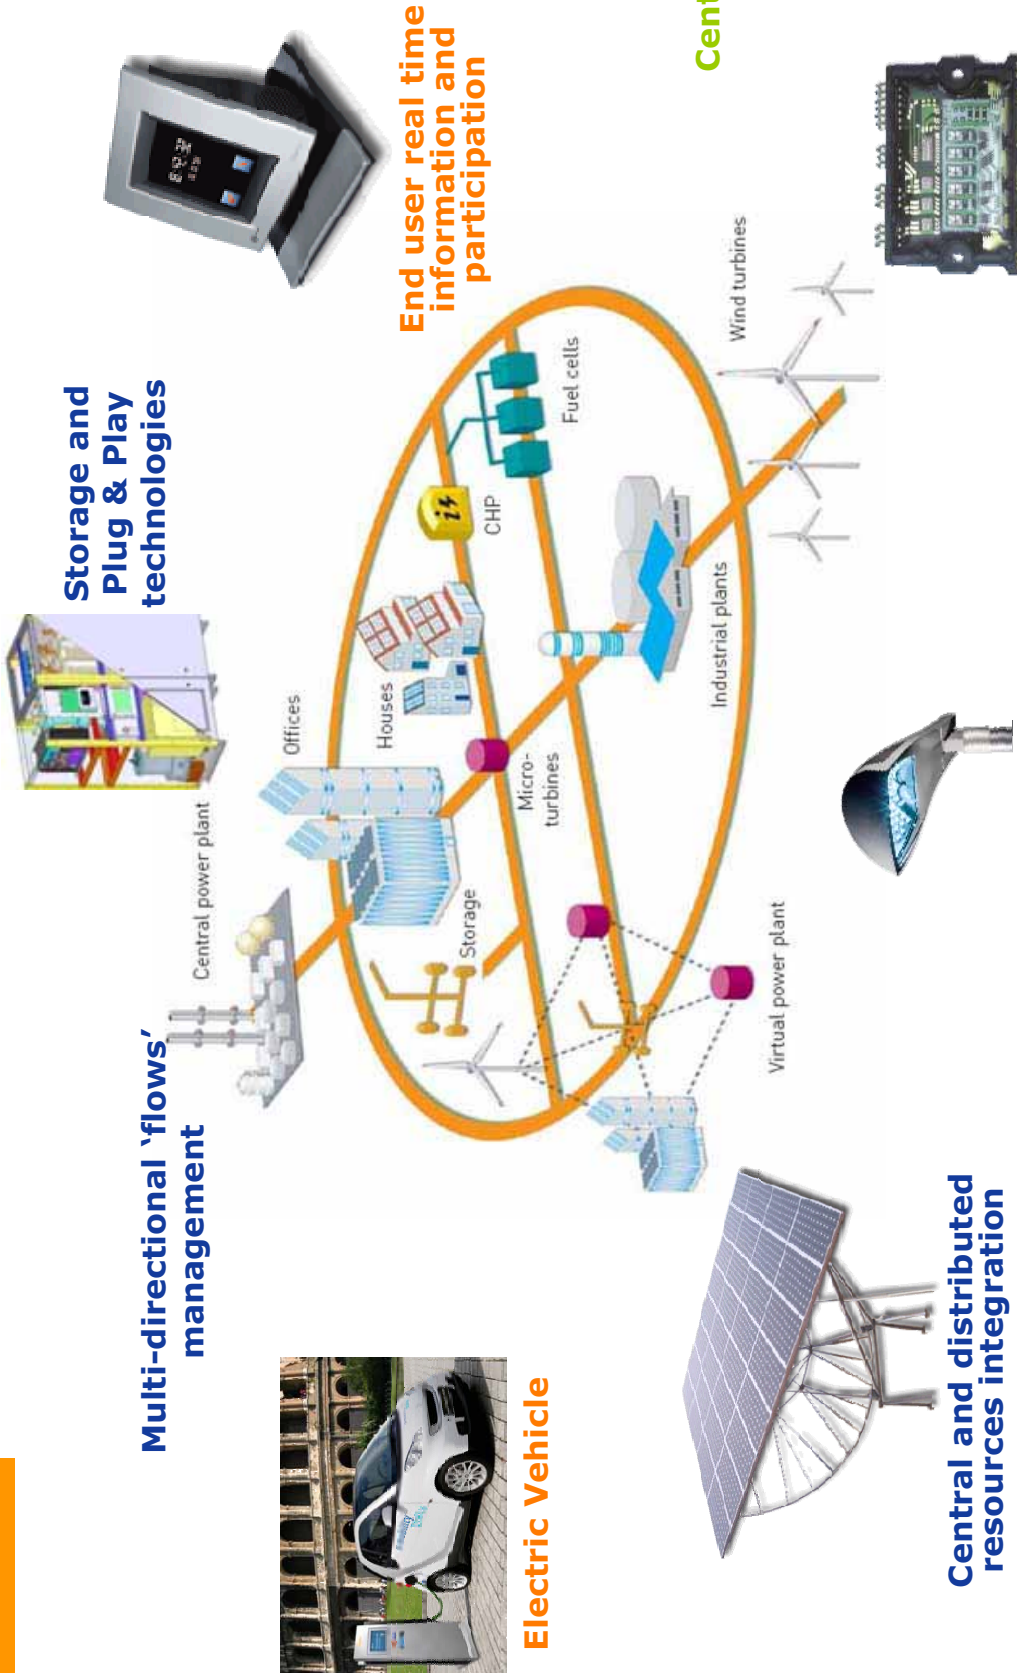 Multi-directional ‘flows’
management
Storage and
Plug & Play
technologies
End user real time
information and
participation
Electric Vehicle
Central power plant
Offices
Houses
CHP
Fuel cells
Storage
Micro-
turbines
Industrial plants
Wind turbines
Virtual power plant
Central and distributed
resources integration
Cent